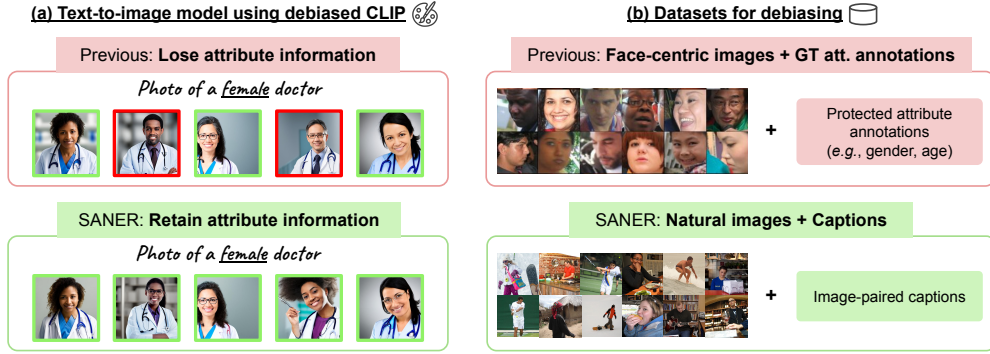 (a) Text-to-image model using debiased CLIP
Previous: Lose attribute information
Photo of a female doctor
SANER: Retain attribute information
Photo of a female doctor
(b) Datasets for debiasing
Previous: Face-centric images + GT att. annotations
+
Protected attribute
annotations
(e.g., gender, age)
SANER: Natural images + Captions
+
Image-paired captions